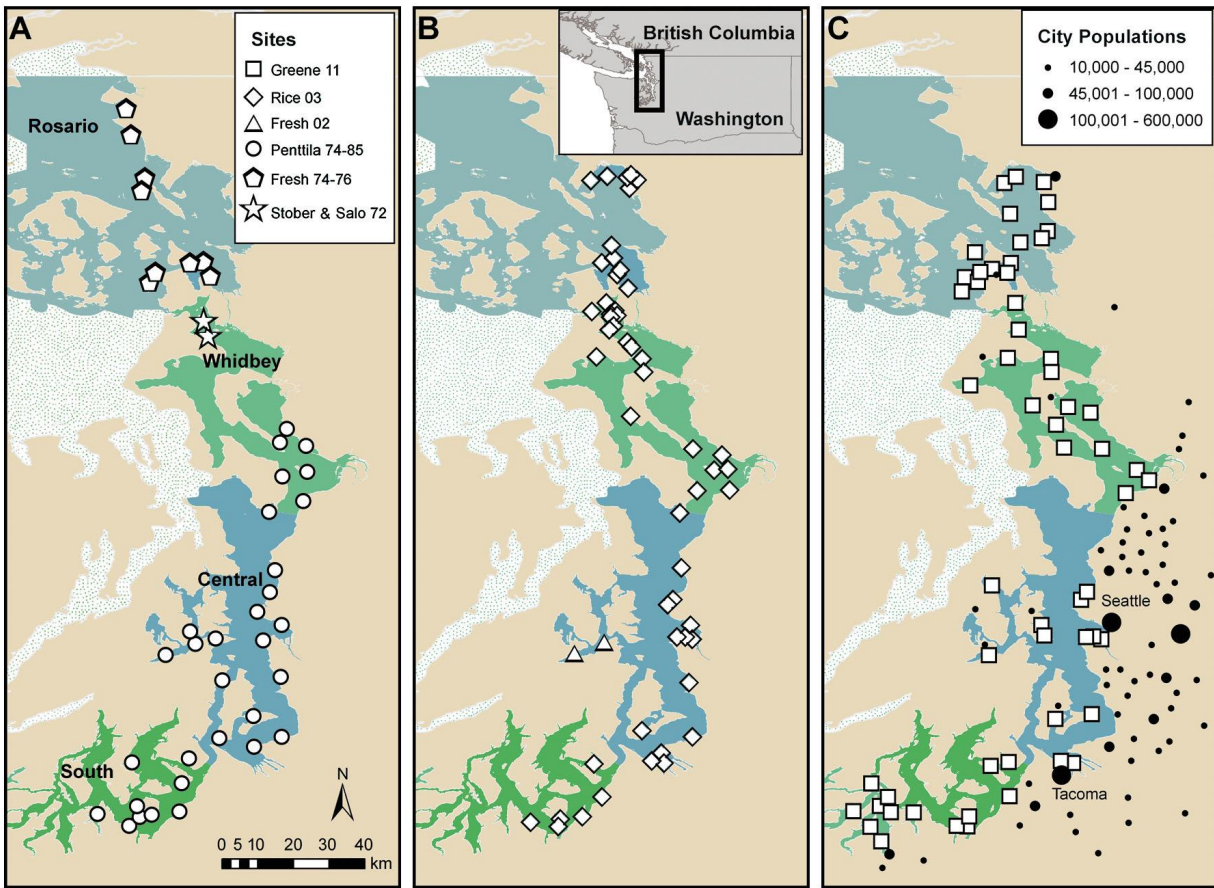 A
Sites
Greene 11
Rice 03
Fresh 02
Penttila 74-85
Fresh 74-76
Stober & Salo 72
Rosario
Whidbey
Central
South
N
0 5 10 20 30 40
km
B
British Columbia
Washington
C
City Populations
10,000 - 45,000
45,001 - 100,000
100,001 - 600,000
Seattle
Tacoma